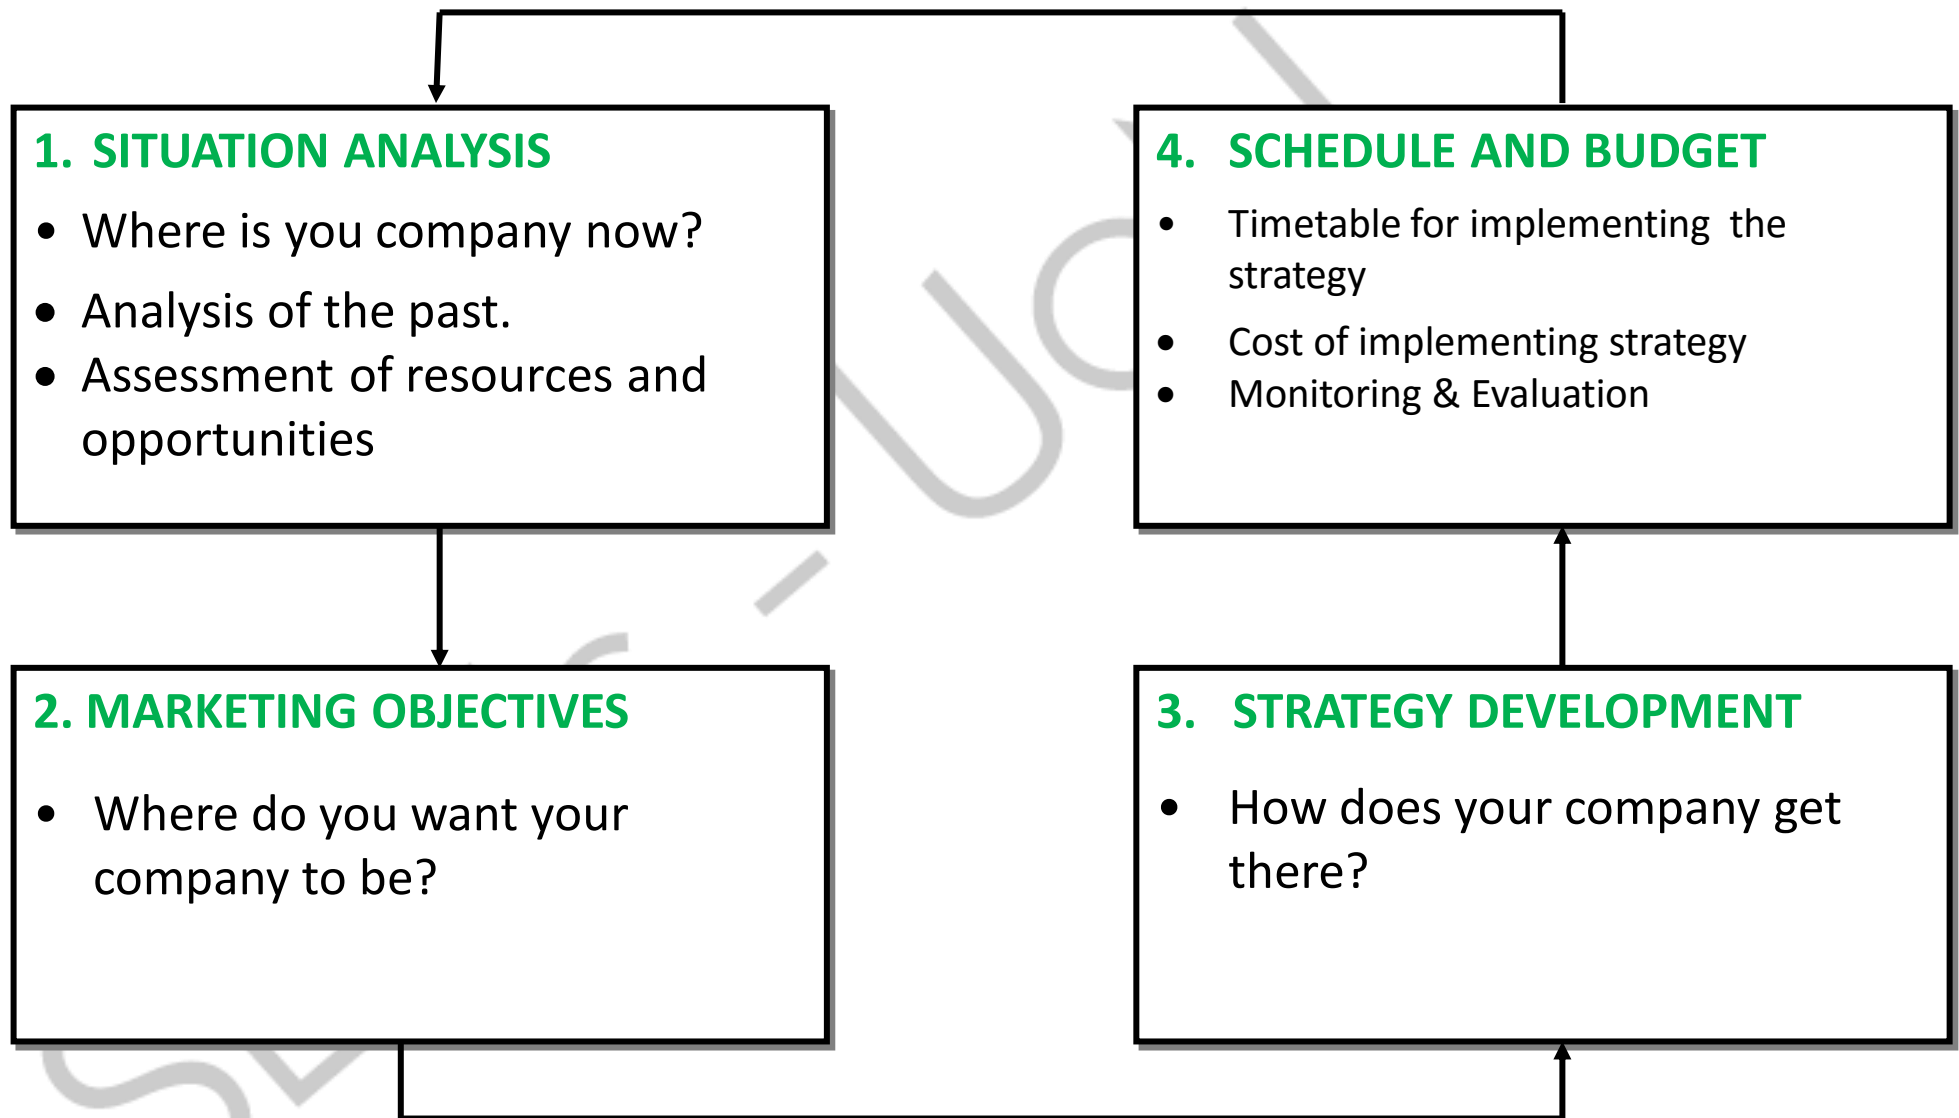 1. SITUATION ANALYSIS
• Where is you company now?
• Analysis of the past.
• Assessment of resources and
opportunities
2. MARKETING OBJECTIVES
• Where do you want your
company to be?
3. STRATEGY DEVELOPMENT
• How does your company get
there?
4. SCHEDULE AND BUDGET
• Timetable for implementing the
strategy
• Cost of implementing strategy
• Monitoring & Evaluation